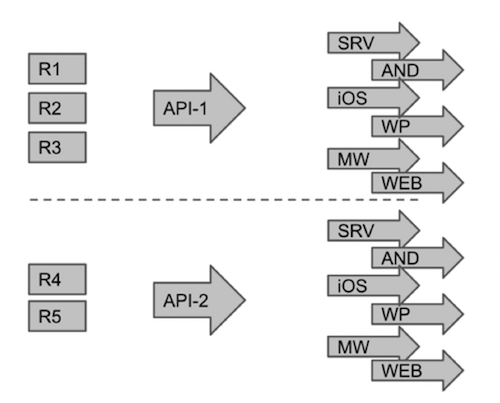 R1
R2
R3
API-1
SRV
AND
iOS
WP
MW
WEB
R4
R5
API-2
SRV
AND
iOS
WP
MW
WEB